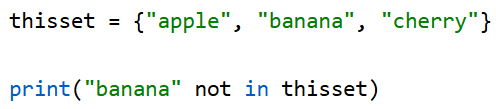 thisset = {"apple", "banana", "cherry"}
print("banana" not in thisset)